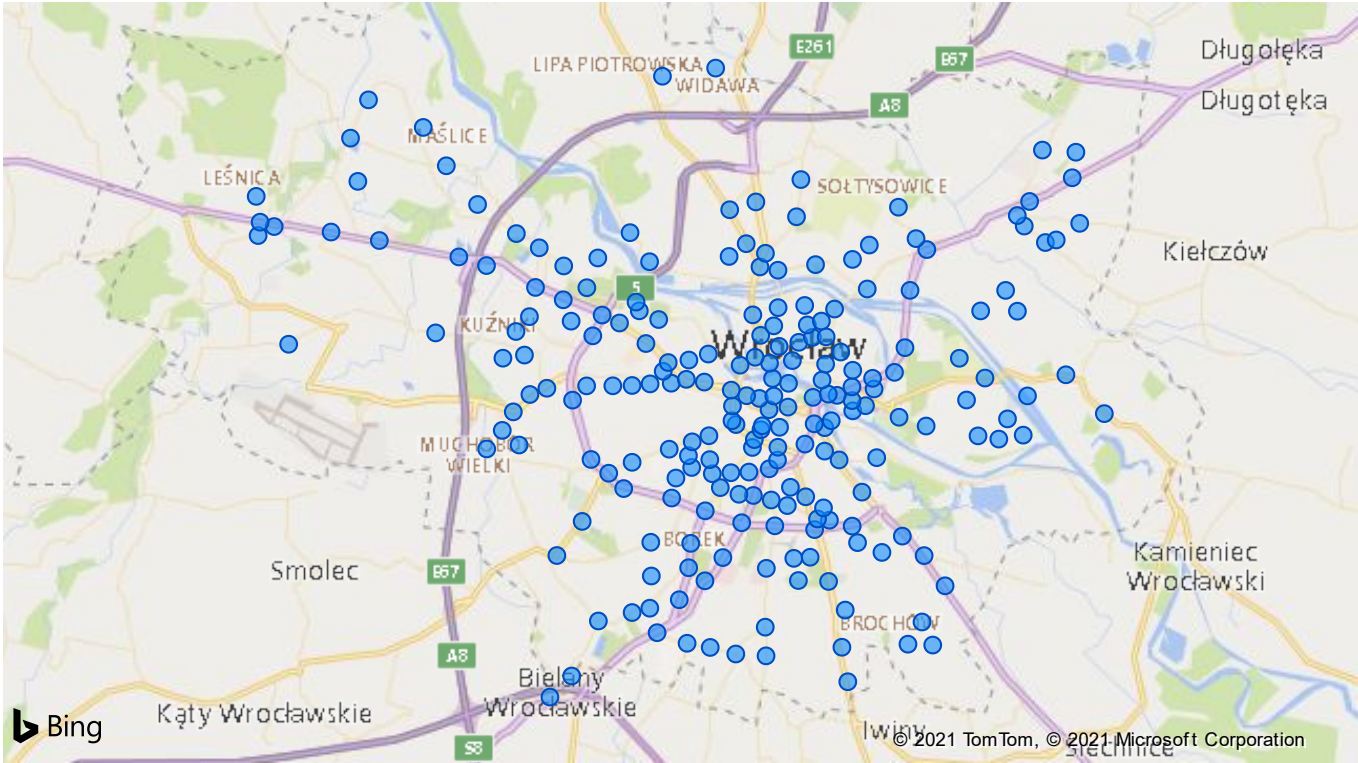 E261
Długołęka
LIPA PIOTROWSKA
E67
WIDAWA
Długołęka
A8
MAŚLICE
LEŚNICA
SOŁTYSOWICE
Kiełczów
5
KUŹNIKI
Wrocław
MUCHOBÓR
WIELKI
BOREK
Kamieniec
Wrocławski
Smolec
E67
BROCHÓW
A8
Bielany
Wrocławskie
Kąty Wrocławskie
Bing
Iwiny
© 2021 TomTom, © 2021 Microsoft Corporation
Siechnice
S8